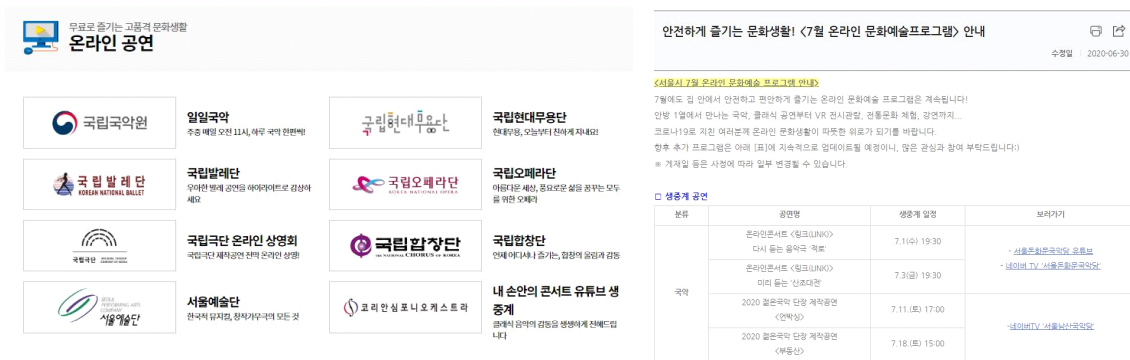 무료로 즐기는 고품격 문화생활
온라인 공연
국립국악원
일일국악
주중 매일 오전 11시, 하루 국악 한편씩!
국립현대무용단
국립현대무용단
현대무용, 오늘부터 친하게 지내요!
국립발레단
KOREAN NATIONAL BALLET
국립발레단
우아한 발레 공연을 하이라이트로 감상하
세요
국립오페라단
KOREA NATIONAL OPERA
국립오페라단
아름다운 세상, 풍요로운 삶을 꿈꾸는 모두
를 위한 오페라
국립극단
국립극단 온라인 상영회
국립극단 제작공연 전막 온라인 상영!
국립합창단
THE NATIONAL CHORUS OF KOREA
국립합창단
언제 어디서나 즐기는, 합창의 울림과 감동
SEOUL
PERFORMING ARTS
COMPANY
서울예술단
서울예술단
한국적 뮤지컬, 창작가무극의 모든 것
코리안심포니오케스트라
내 손안의 콘서트 유튜브 생
중계
클래식 음악의 감동을 생생하게 전해드립
니다
안전하게 즐기는 문화생활! <7월 온라인 문화예술프로그램> 안내
수정일 2020-06-30
<서울시 7월 온라인 문화예술 프로그램 안내>
7월에도 집 안에서 안전하고 편안하게 즐기는 온라인 문화예술 프로그램은 계속됩니다!
안방 1열에서 만나는 국악, 클래식 공연부터 VR 전시관람, 전통문화 체험, 강연까지...
코로나19로 지친 여러분께 온라인 문화생활이 따뜻한 위로가 되기를 바랍니다.
향후 추가 프로그램은 아래 [표]에 지속적으로 업데이트될 예정이니, 많은 관심과 참여 부탁드립니다:)
※ 게재일 등은 사정에 따라 일부 변경될 수 있습니다.
□ 생중계 공연
분류 공연명 생중계 일정 보러가기
국악
온라인콘서트 <링크(LINK)>
다시 듣는 음악극 '적로'
7.1(수) 19:30
온라인콘서트 <링크(LINK)>
미리 듣는 '산조대전'
7.3(금) 19:30
- 서울돈화문국악당 유튜브
- 네이버 TV '서울돈화문국악당'
2020 젊은국악 단장 제작공연
<언박싱>
7.11.(토) 17:00
2020 젊은국악 단장 제작공연
<부동산>
7.18.(토) 15:00
-네이버TV '서울남산국악당'